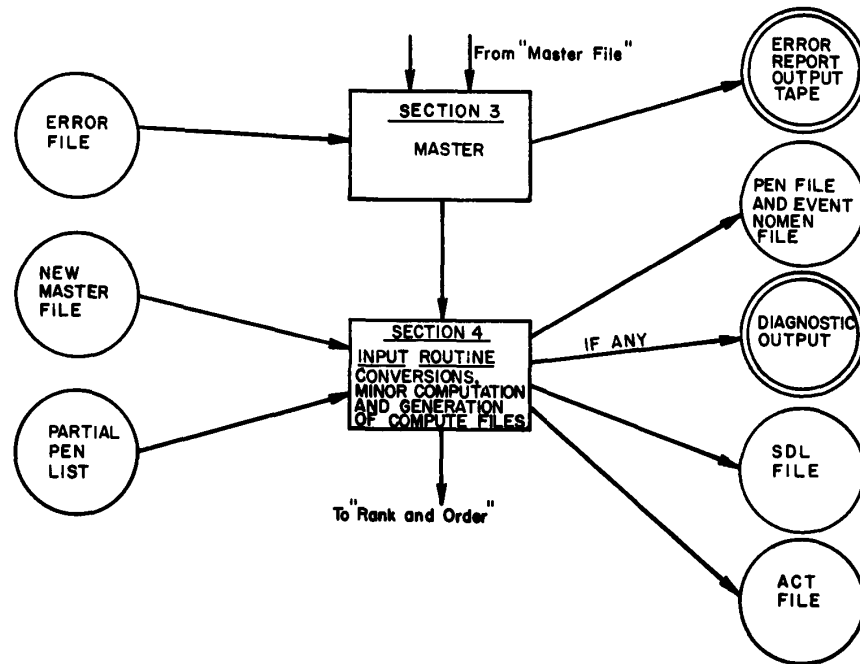 From "Master File"
ERROR
REPORT
OUTPUT
TAPE
SECTION 3
MASTER
ERROR
FILE
PEN FILE
AND EVENT
NOMEN
FILE
NEW
MASTER
FILE
SECTION 4
INPUT ROUTINE
CONVERSIONS,
MINOR COMPUTATION
AND GENERATION
OF COMPUTE FILES
IF ANY
DIAGNOSTIC
OUTPUT
PARTIAL
PEN
LIST
SDL
FILE
To "Rank and Order"
ACT
FILE